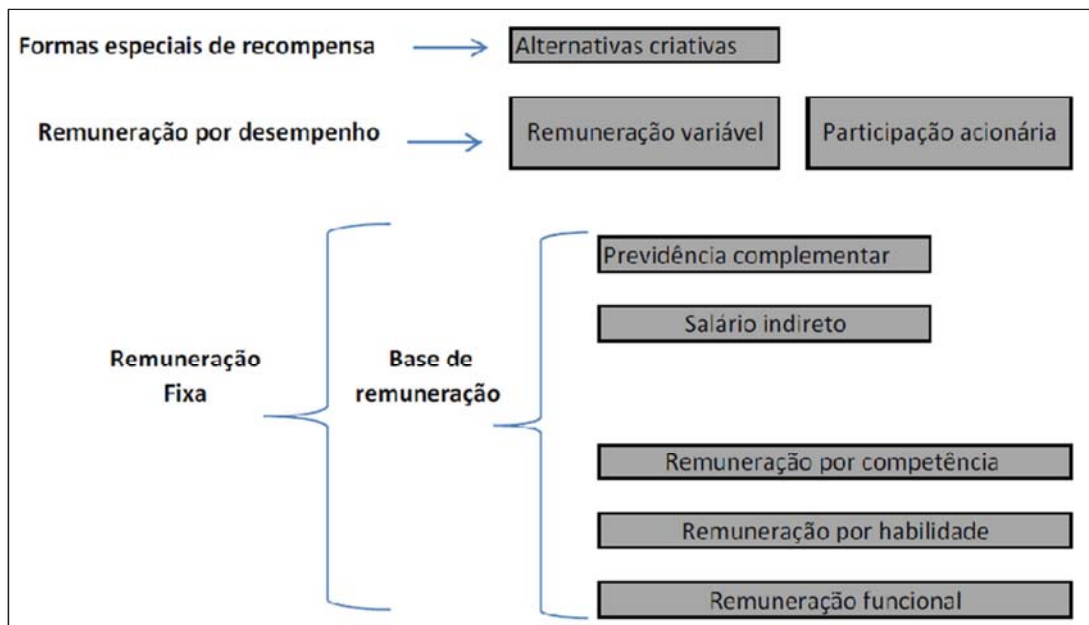 Formas especiais de recompensa
Alternativas criativas
Remuneração por desempenho
Remuneração variável
Participação acionária
Previdência complementar
Salário indireto
Remuneração
Fixa
Base de
remuneração
Remuneração por competência
Remuneração por habilidade
Remuneração funcional